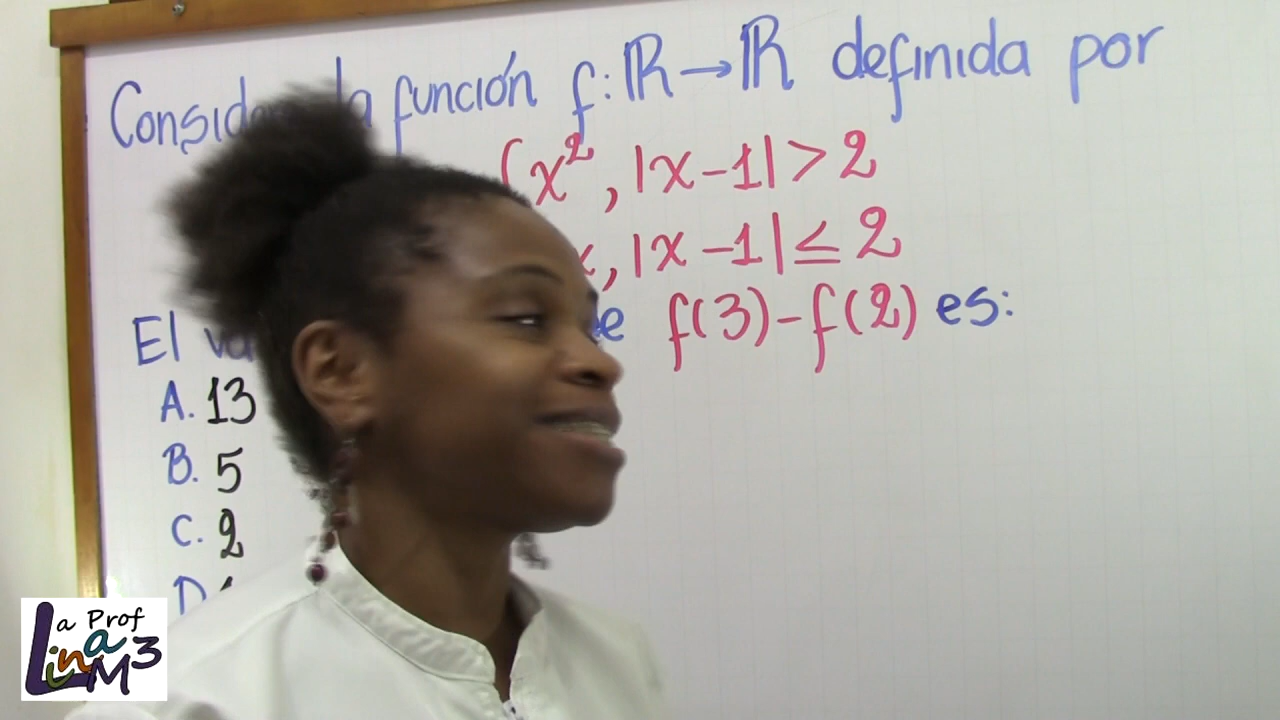 la función f: ℝ → ℝ definida por
x², |x-1| > 2
x, |x-1| ≤ 2
El f(3)-f(2) es:
A. 13
B. 5
C. 2
D.
La Prof
Lina M3